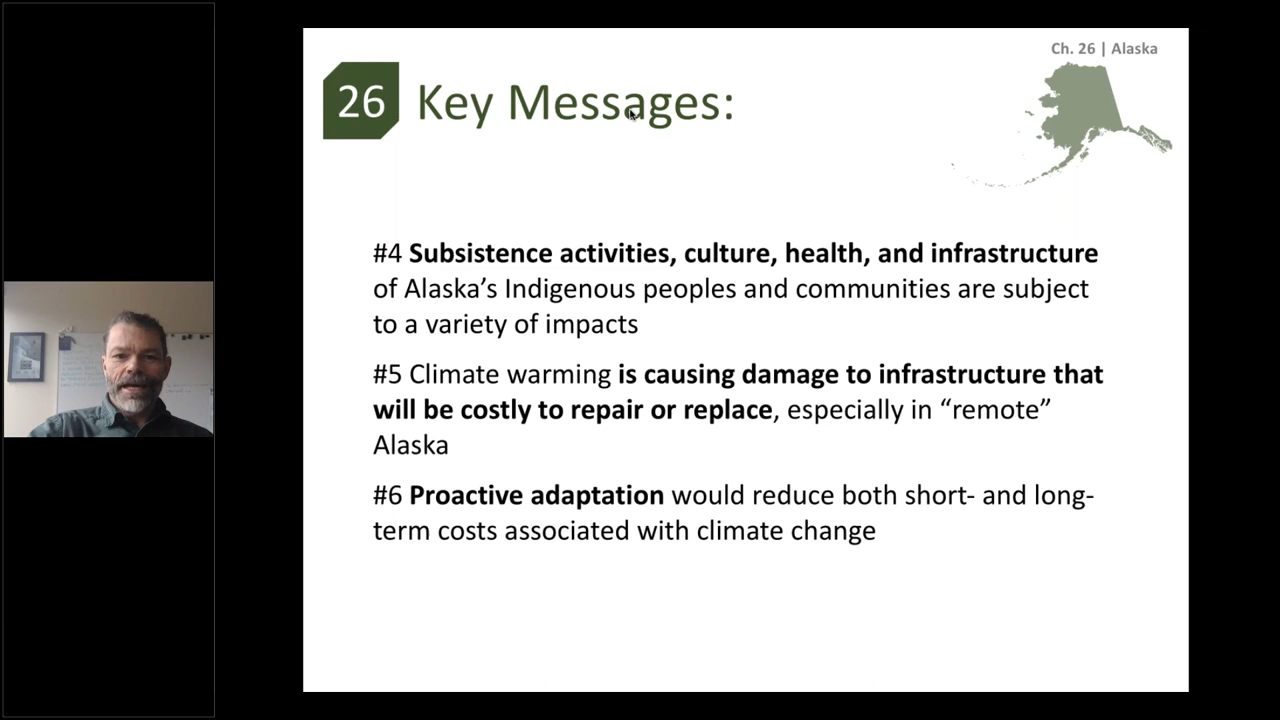 Ch. 26 | Alaska
26 Key Messages:
#4 Subsistence activities, culture, health, and infrastructure
of Alaska’s Indigenous peoples and communities are subject
to a variety of impacts
#5 Climate warming is causing damage to infrastructure that
will be costly to repair or replace, especially in “remote”
Alaska
#6 Proactive adaptation would reduce both short- and long-
term costs associated with climate change